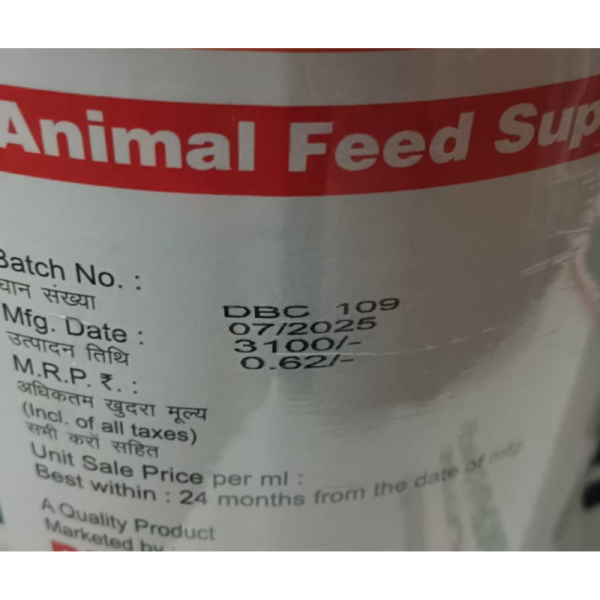 Animal Feed
Batch No. :
संख्या
DBC 109
Mfg. Date :
07/2025
उत्पादन तिथि
3100/-
M.R.P. ₹. :
0.62/-
अधिकतम खुदरा मूल्य
(Incl. of all taxes)
सभी करों सहित
Unit Sale Price per ml :
Best within : 24 months from the date of mfg.
A Quality Product
Marketed by :